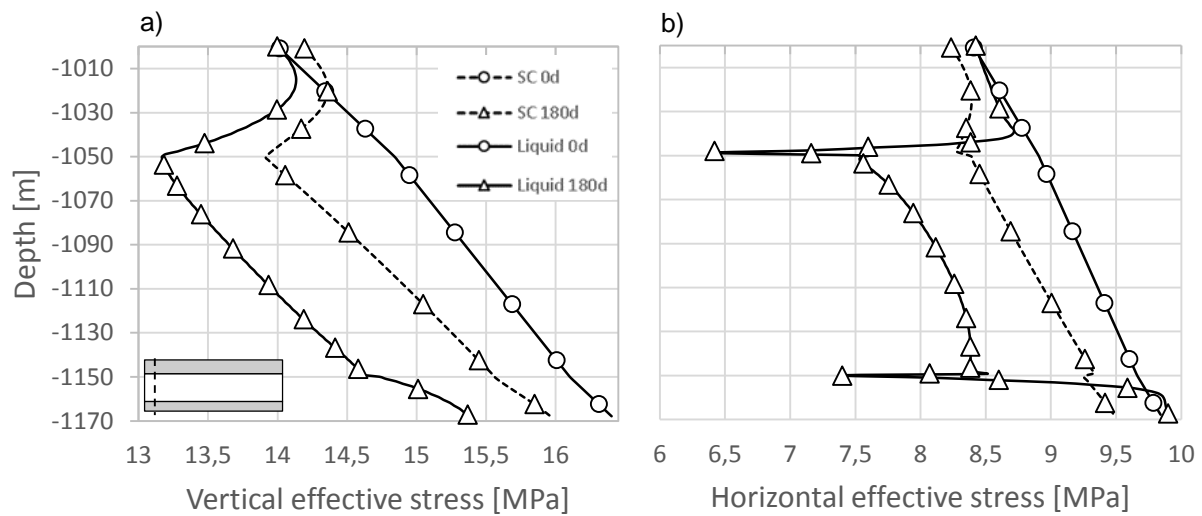 a)
b)
Depth [m]
-1010
-1030
-1050
-1070
-1090
-1110
-1130
-1150
-1170
SC 0d
SC 180d
Liquid 0d
Liquid 180d
13
13,5
14
14,5
15
15,5
16
Vertical effective stress [MPa]
6
6,5
7
7,5
8
8,5
9
9,5
10
Horizontal effective stress [MPa]